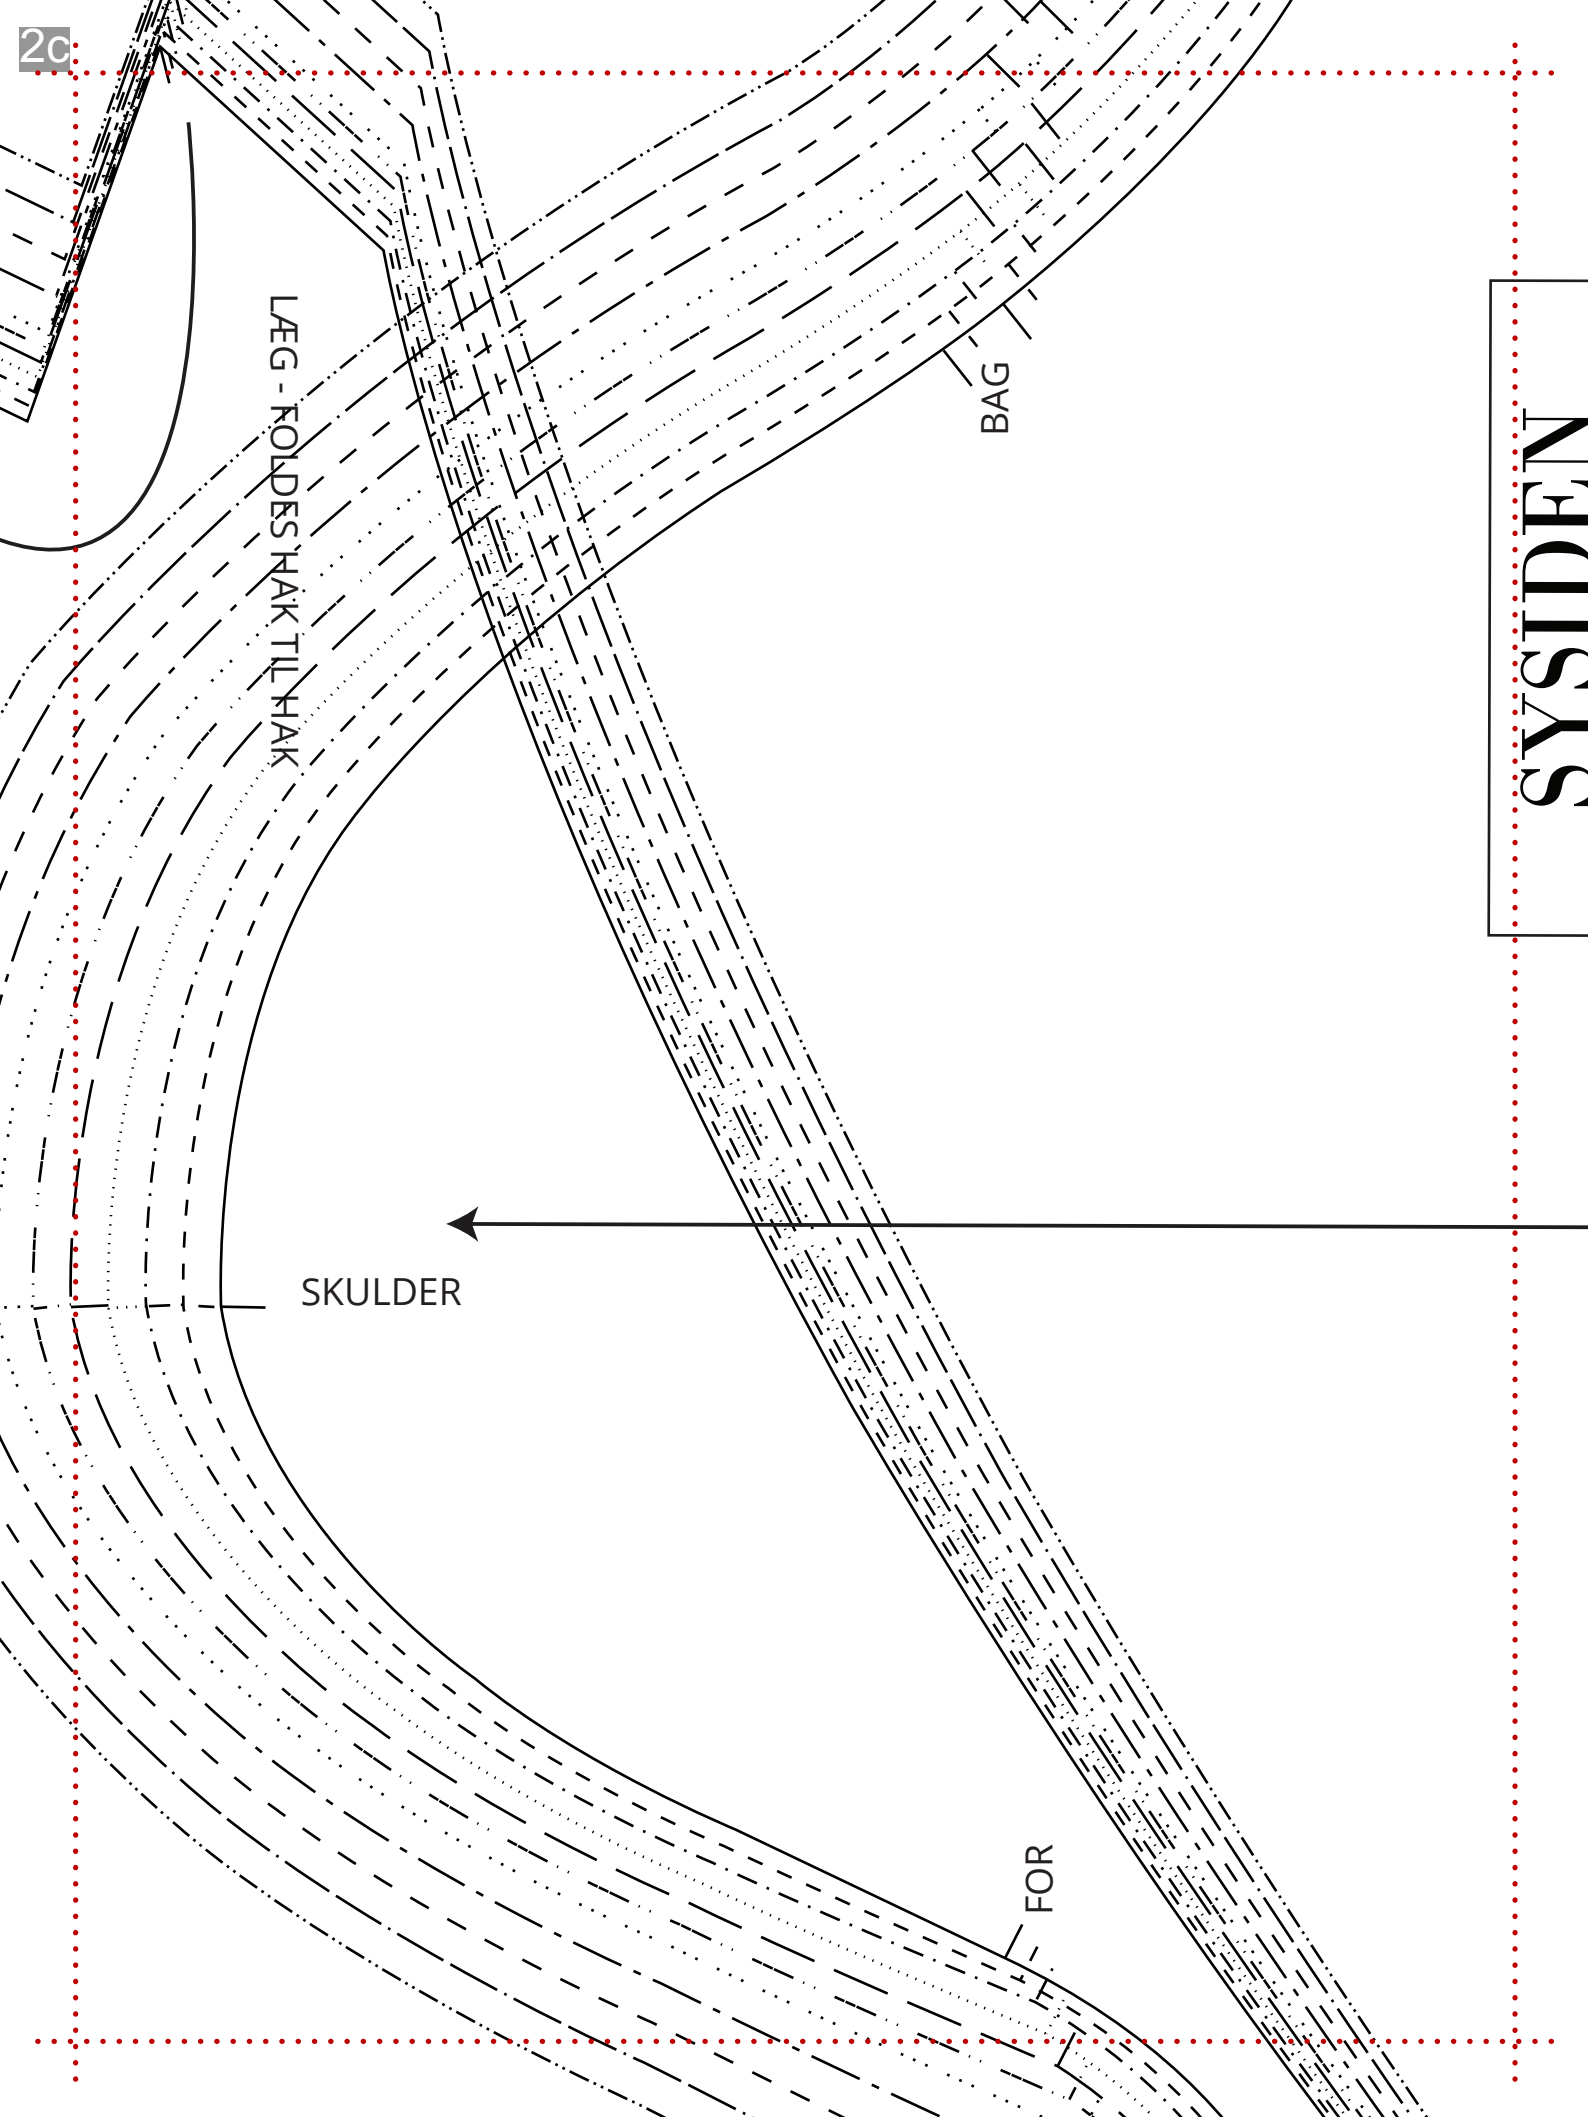 2c
LÆG - FOLDES HAK TIL HAK
BAG
SYSIDEN
SKULDER
FOR